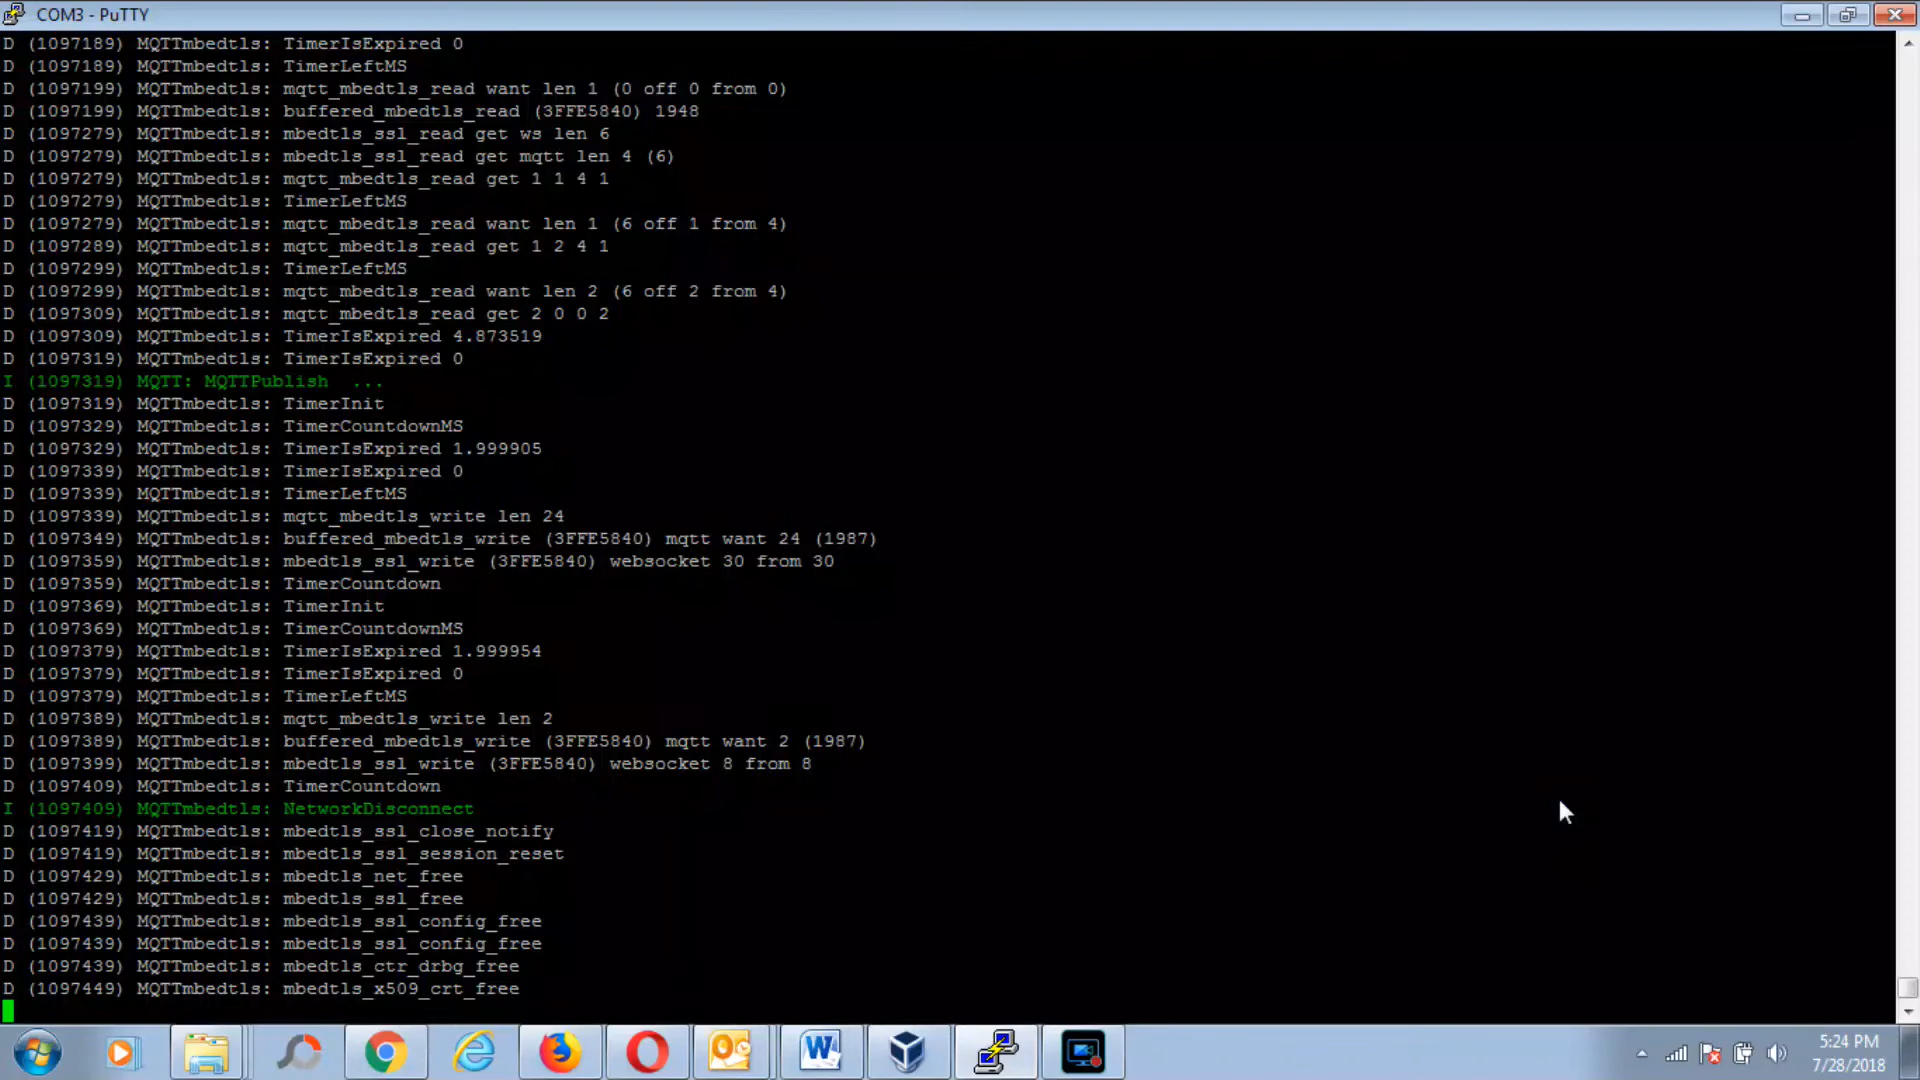 COM3 - PuTTY
D (1097189) MQTTmbedtls: TimerIsExpired 0
D (1097189) MQTTmbedtls: TimerLeftMS
D (1097199) MQTTmbedtls: mqtt_mbedtls_read want len 1 (0 off 0 from 0)
D (1097199) MQTTmbedtls: buffered_mbedtls_read (3FFE5840) 1948
D (1097279) MQTTmbedtls: mbedtls_ssl_read get ws len 6
D (1097279) MQTTmbedtls: mbedtls_ssl_read get mqtt len 4 (6)
D (1097279) MQTTmbedtls: mqtt_mbedtls_read get 1 1 4 1
D (1097279) MQTTmbedtls: TimerLeftMS
D (1097279) MQTTmbedtls: mqtt_mbedtls_read want len 1 (6 off 1 from 4)
D (1097289) MQTTmbedtls: mqtt_mbedtls_read get 1 2 4 1
D (1097299) MQTTmbedtls: TimerLeftMS
D (1097299) MQTTmbedtls: mqtt_mbedtls_read want len 2 (6 off 2 from 4)
D (1097309) MQTTmbedtls: mqtt_mbedtls_read get 2 0 0 2
D (1097309) MQTTmbedtls: TimerIsExpired 4.873519
D (1097319) MQTTmbedtls: TimerIsExpired 0
I (1097319) MQTT: MQTTPublish  ...
D (1097319) MQTTmbedtls: TimerInit
D (1097329) MQTTmbedtls: TimerCountdownMS
D (1097329) MQTTmbedtls: TimerIsExpired 1.999905
D (1097339) MQTTmbedtls: TimerIsExpired 0
D (1097339) MQTTmbedtls: TimerLeftMS
D (1097339) MQTTmbedtls: mqtt_mbedtls_write len 24
D (1097349) MQTTmbedtls: buffered_mbedtls_write (3FFE5840) mqtt want 24 (1987)
D (1097359) MQTTmbedtls: mbedtls_ssl_write (3FFE5840) websocket 30 from 30
D (1097359) MQTTmbedtls: TimerCountdown
D (1097369) MQTTmbedtls: TimerInit
D (1097369) MQTTmbedtls: TimerCountdownMS
D (1097379) MQTTmbedtls: TimerIsExpired 1.999954
D (1097379) MQTTmbedtls: TimerIsExpired 0
D (1097379) MQTTmbedtls: TimerLeftMS
D (1097389) MQTTmbedtls: mqtt_mbedtls_write len 2
D (1097389) MQTTmbedtls: buffered_mbedtls_write (3FFE5840) mqtt want 2 (1987)
D (1097399) MQTTmbedtls: mbedtls_ssl_write (3FFE5840) websocket 8 from 8
D (1097409) MQTTmbedtls: TimerCountdown
I (1097409) MQTTmbedtls: NetworkDisconnect
D (1097419) MQTTmbedtls: mbedtls_ssl_close_notify
D (1097419) MQTTmbedtls: mbedtls_ssl_session_reset
D (1097429) MQTTmbedtls: mbedtls_net_free
D (1097429) MQTTmbedtls: mbedtls_ssl_free
D (1097439) MQTTmbedtls: mbedtls_ssl_config_free
D (1097439) MQTTmbedtls: mbedtls_ssl_config_free
D (1097439) MQTTmbedtls: mbedtls_ctr_drbg_free
D (1097449) MQTTmbedtls: mbedtls_x509_crt_free
5:24 PM
7/28/2018